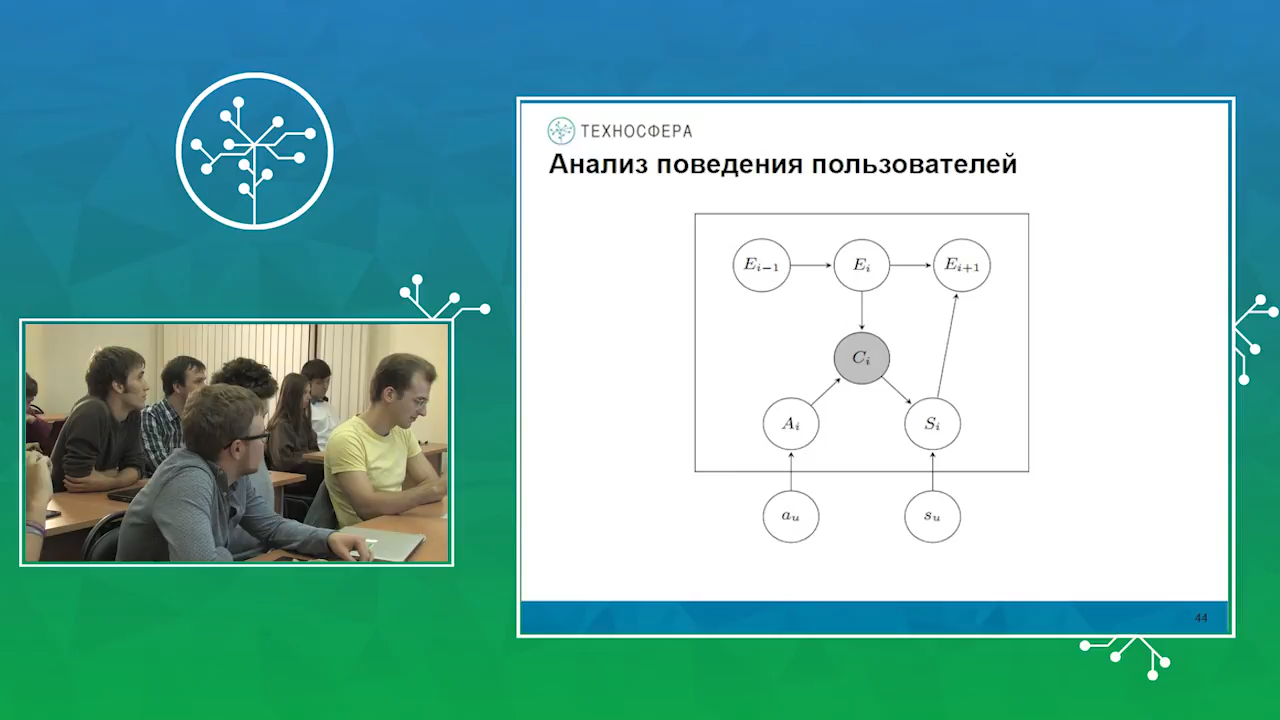 ТЕХНОСФЕРА
Анализ поведения пользователей
E_{i−1} E_i E_{i+1}
C_i
A_i S_i
a_u s_u
44